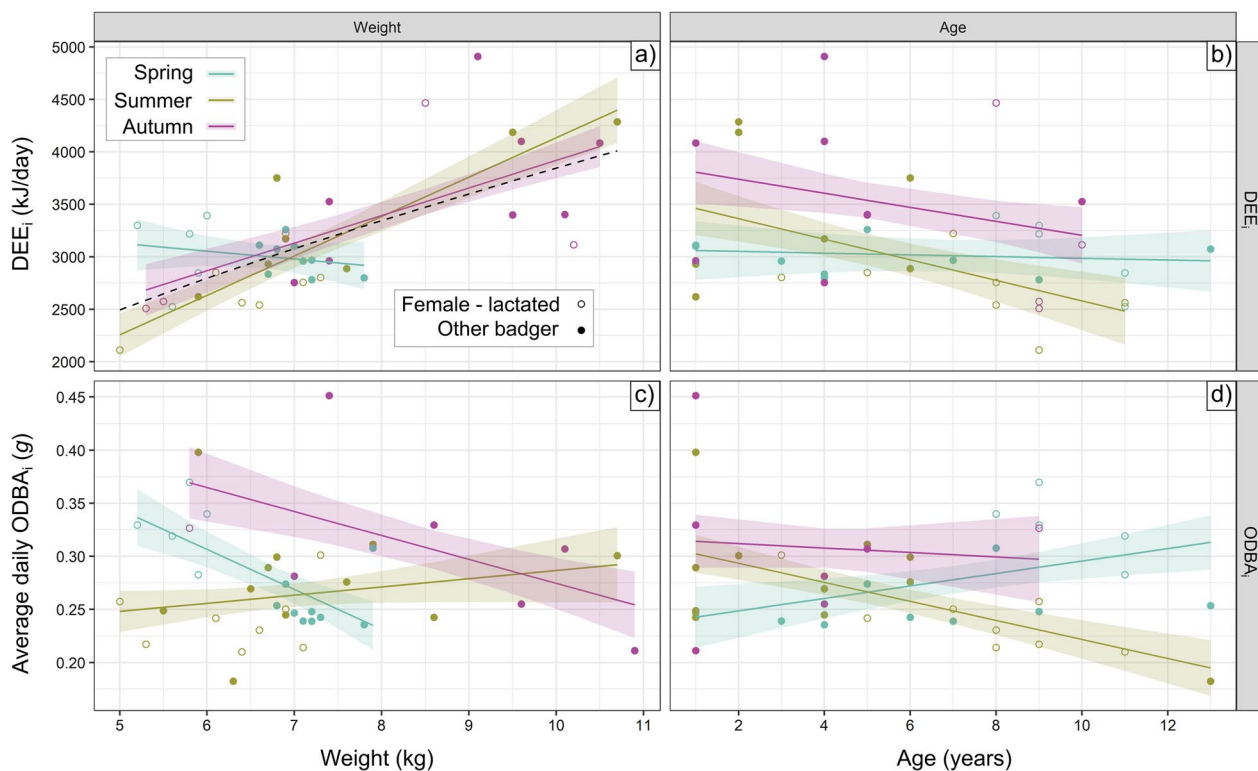 Weight
Age
a)
b)
Spring
Summer
Autumn
Female - lactated
Other badger
DEEi (kJ/day)
5000
4500
4000
3500
3000
2500
2000
DEEi
c)
d)
Average daily ODBAi (g)
0.45
0.40
0.35
0.30
0.25
0.20
ODBAi
5 6 7 8 9 10 11
2 4 6 8 10 12
Weight (kg)
Age (years)